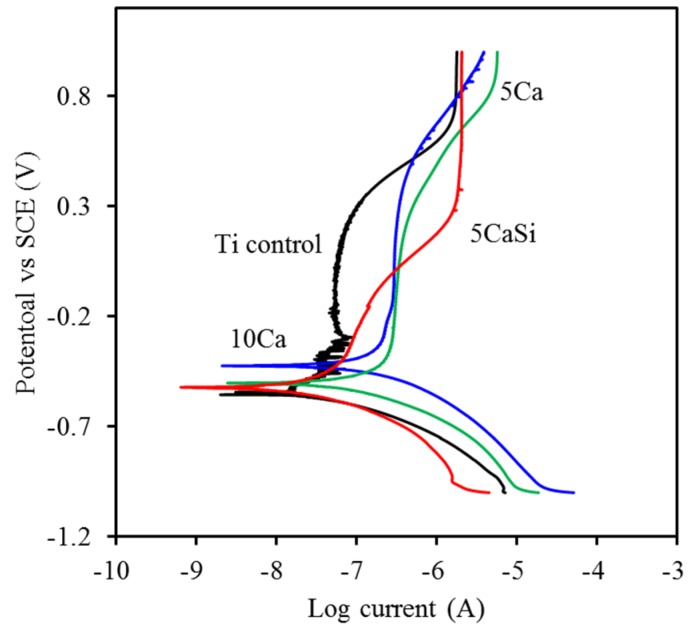 0.8
0.3
-0.2
-0.7
-1.2
Potentoal vs SCE (V)
5Ca
5CaSi
Ti control
10Ca
-10
-9
-8
-7
-6
-5
-4
-3
Log current (A)